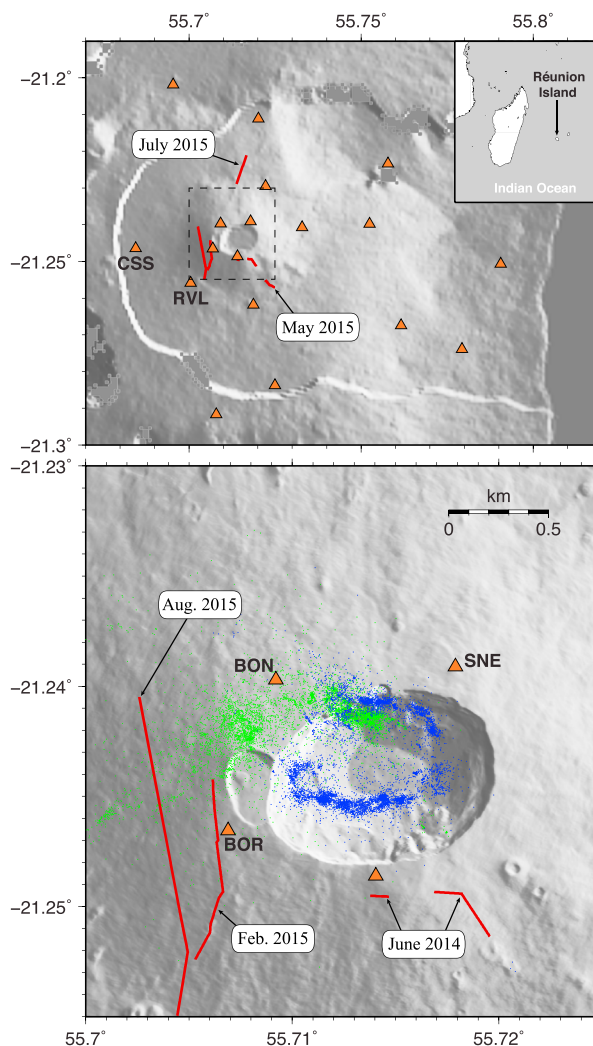 55.7° 55.75° 55.8°
−21.2°
Réunion
Island
July 2015
Indian Ocean
−21.25°
CSS
RVL
May 2015
−21.3°
−21.23°
km
0 0.5
Aug. 2015
BON
SNE
−21.24°
BOR
−21.25°
Feb. 2015
June 2014
55.7° 55.71° 55.72°